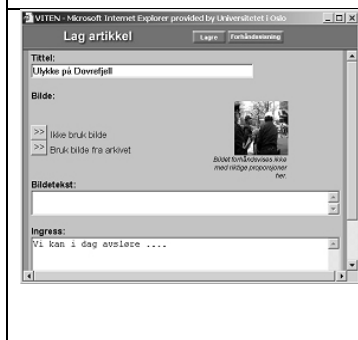 VITEN - Microsoft Internet Explorer provided by Universitetet i Oslo
Lag artikkel
Lagre
Forhåndsvisning
Tittel:
Ulykke på Dovrefjell
Bilde:
>> Ikke bruk bilde
>> Bruk bilde fra arkivet
Bildet forhåndsvises ikke
med riktige proporsjoner
her.
Bildetekst:
Ingress:
Vi kan i dag avsløre ....